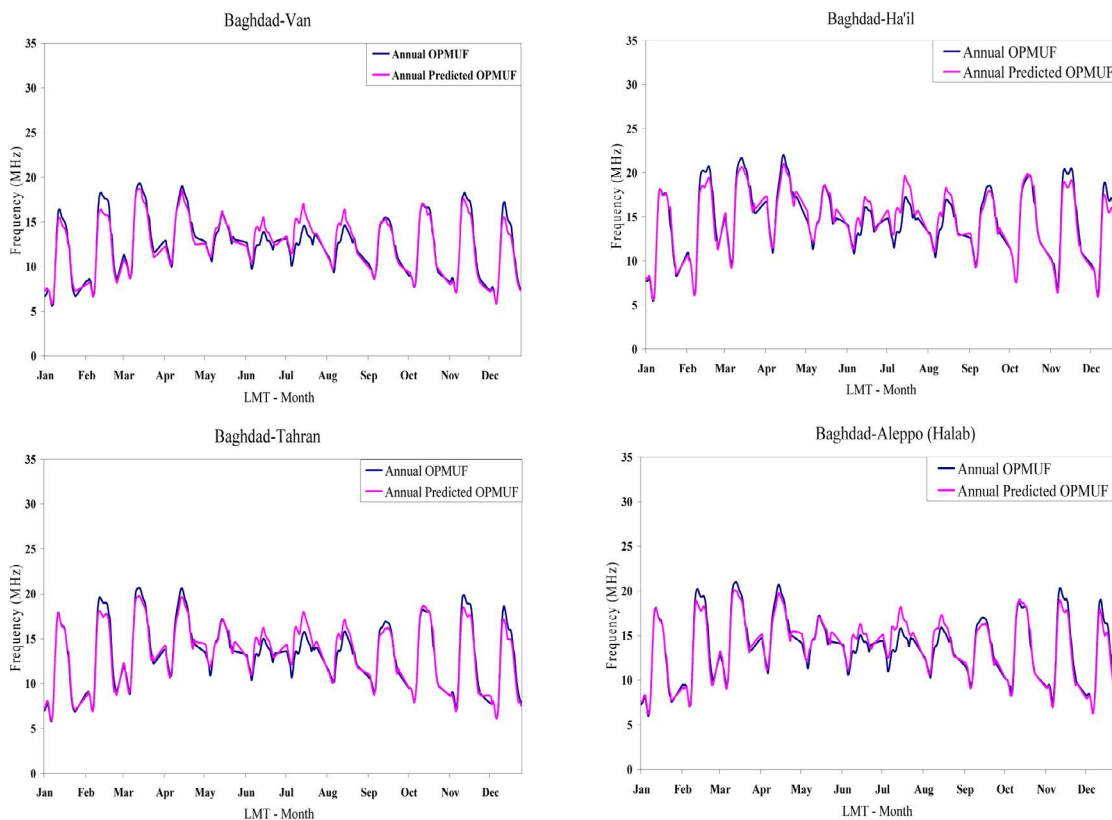 Baghdad-Van
Annual OPMUF
Annual Predicted OPMUF
Frequency (MHz)
35
30
25
20
15
10
5
0
Jan Feb Mar Apr May Jun Jul Aug Sep Oct Nov Dec
LMT - Month
Baghdad-Ha'il
Annual OPMUF
Annual Predicted OPMUF
Frequency (MHz)
35
30
25
20
15
10
5
0
Jan Feb Mar Apr May Jun Jul Aug Sep Oct Nov Dec
LMT - Month
Baghdad-Tahran
Annual OPMUF
Annual Predicted OPMUF
Frequency (MHz)
35
30
25
20
15
10
5
0
Jan Feb Mar Apr May Jun Jul Aug Sep Oct Nov Dec
LMT - Month
Baghdad-Aleppo (Halab)
Annual OPMUF
Annual Predicted OPMUF
Frequency (MHz)
35
30
25
20
15
10
5
0
Jan Feb Mar Apr May Jun Jul Aug Sep Oct Nov Dec
LMT - Month